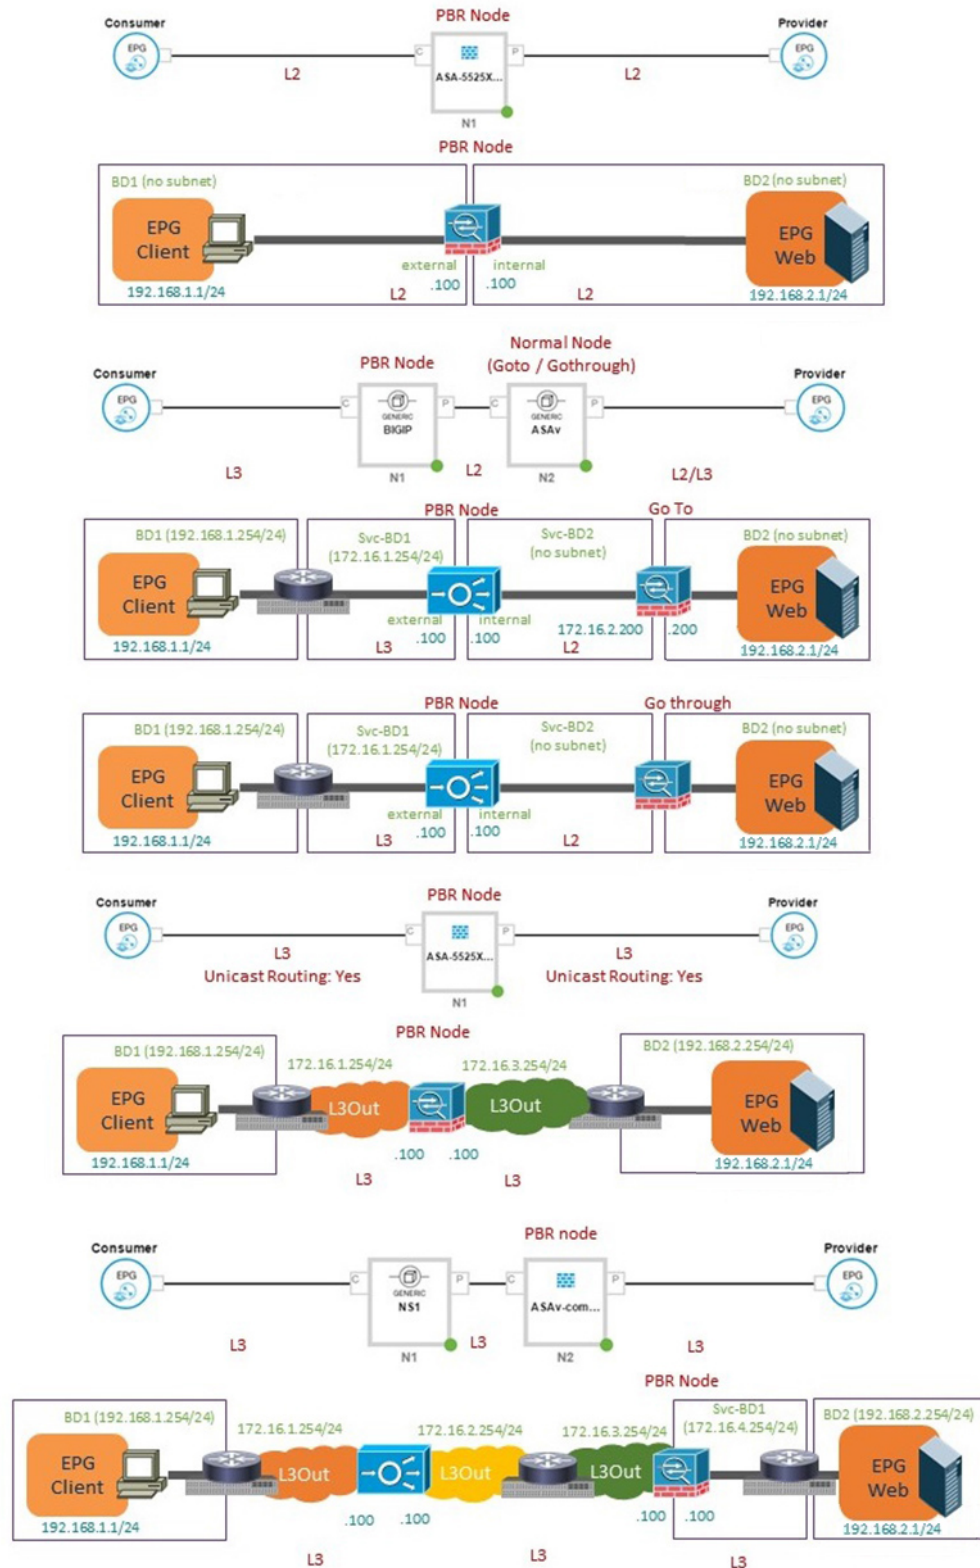 PBR Node
Consumer
Provider
EPG
C
P
EPG
ASA-5525X...
L2
L2
N1
PBR Node
BD1 (no subnet)
BD2 (no subnet)
EPG
Client
EPG
Web
external
internal
.100
.100
192.168.1.1/24
L2
L2
192.168.2.1/24
Normal Node
PBR Node
(Goto / Gothrough)
Consumer
Provider
EPG
C
P
C
P
EPG
GENERIC
BIGIP
GENERIC
ASAv
L3
L2
L2/L3
N1
N2
PBR Node
Go To
BD1 (192.168.1.254/24)
Svc-BD1
(172.16.1.254/24)
Svc-BD2
(no subnet)
BD2 (no subnet)
EPG
Client
EPG
Web
external
internal
.100
.100
172.16.2.200
.200
192.168.1.1/24
L3
L2
192.168.2.1/24
PBR Node
Go through
BD1 (192.168.1.254/24)
Svc-BD1
(172.16.1.254/24)
Svc-BD2
(no subnet)
BD2 (no subnet)
EPG
Client
EPG
Web
external
internal
.100
.100
192.168.1.1/24
L3
L2
192.168.2.1/24
PBR Node
Consumer
Provider
EPG
C
P
EPG
ASA-5525X...
L3
L3
Unicast Routing: Yes
Unicast Routing: Yes
N1
PBR Node
BD1 (192.168.1.254/24)
172.16.1.254/24
172.16.3.254/24
BD2 (192.168.2.254/24)
EPG
Client
L3Out
L3Out
EPG
Web
.100
.100
192.168.1.1/24
192.168.2.1/24
L3
L3
PBR node
Consumer
Provider
EPG
C
P
C
P
EPG
GENERIC
NS1
ASAv-com...
L3
L3
L3
N1
N2
PBR Node
BD1 (192.168.1.254/24)
172.16.1.254/24
172.16.2.254/24
172.16.3.254/24
Svc-BD1
(172.16.4.254/24)
BD2 (192.168.2.254/24)
EPG
Client
L3Out
L3Out
L3Out
EPG
Web
.100
.100
.100
.100
192.168.1.1/24
192.168.2.1/24
L3
L3
L3